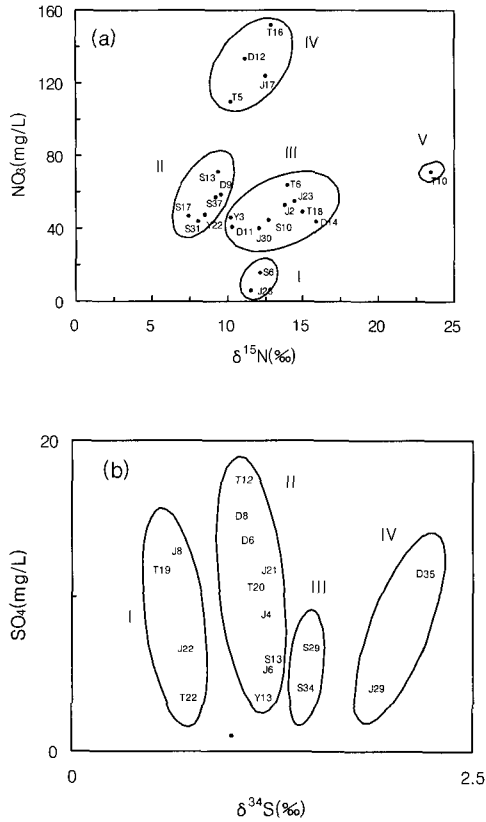 (a)
NO3(mg/L)
160
120
80
40
0
IV
T16
D12
J17
T5
II
III
V
S13
D9
S37
S17
S31
Y22
T6
J23
Y3
J2
T18
S10
D14
D11
J30
T10
I
S6
J26
0 5 10 15 20 25
δ15N(‰)
(b)
SO4(mg/L)
20
10
0
II
T12
D8
D6
IV
I
J8
T19
J21
T20
D35
III
J4
J22
S29
S13
J6
T22
S34
Y13
J29
0 2.5
δ34S(‰)